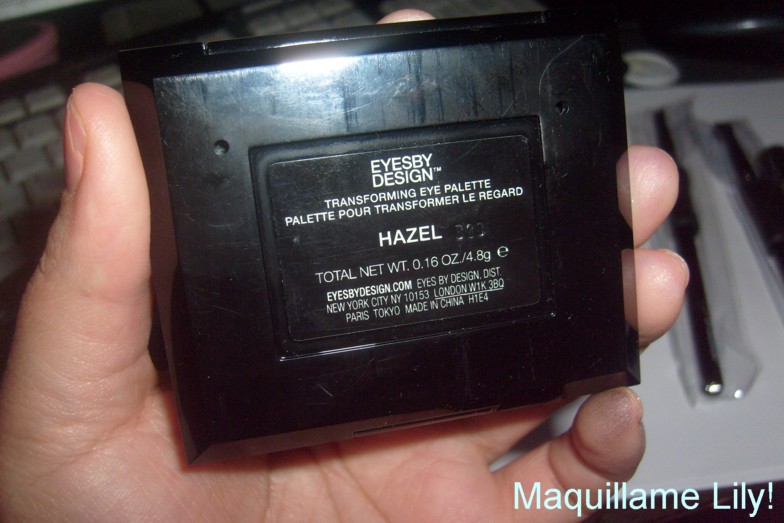 EYESBY
DESIGN™
TRANSFORMING EYE PALETTE
PALETTE POUR TRANSFORMER LE REGARD
HAZEL
TOTAL NET WT. 0.16 OZ./4.8g ℮
EYESBYDESIGN.COM EYES BY DESIGN. DIST.
NEW YORK CITY NY 10153 LONDON W1K 3BQ
PARIS TOKYO MADE IN CHINA H1E4
Maquillame Lily!